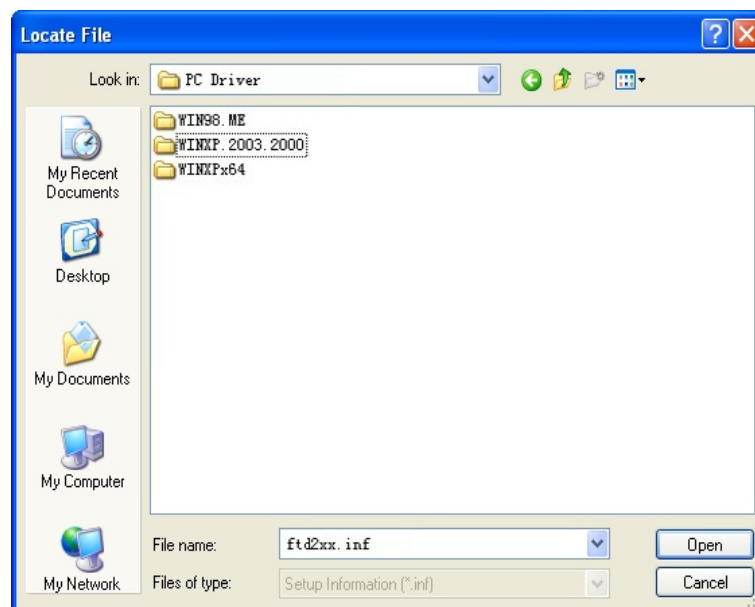 Locate File
Look in: PC Driver
My Recent
Documents
Desktop
My Documents
My Computer
My Network
WIN98.ME
WINXP.2003.2000
WINXPx64
File name: ftd2xx.inf Open
Files of type: Setup Information (*.inf) Cancel